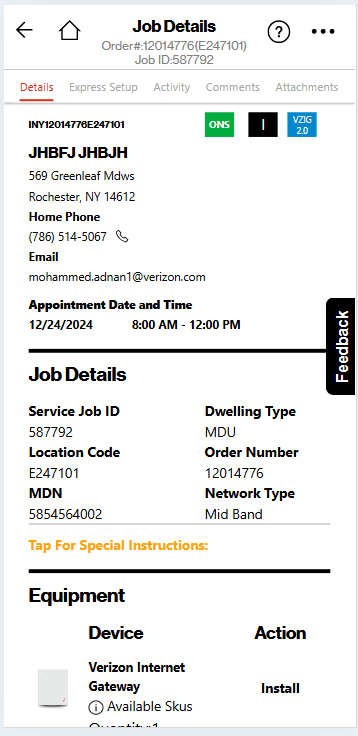 Job Details
Order#:12014776(E247101)
Job ID:587792
Details Express Setup Activity Comments Attachments
INY12014776E247101
ONS
I
VZIG
2.0
JHBFJ JHBJH
569 Greenleaf Mdws
Rochester, NY 14612
Home Phone
(786) 514-5067
Email
mohammed.adnan1@verizon.com
Appointment Date and Time
12/24/2024 8:00 AM - 12:00 PM
Feedback
Job Details
Service Job ID Dwelling Type
587792 MDU
Location Code Order Number
E247101 12014776
MDN Network Type
5854564002 Mid Band
Tap For Special Instructions:
Equipment
Device Action
Verizon Internet
Gateway
Install
Available Skus
Quantity:1